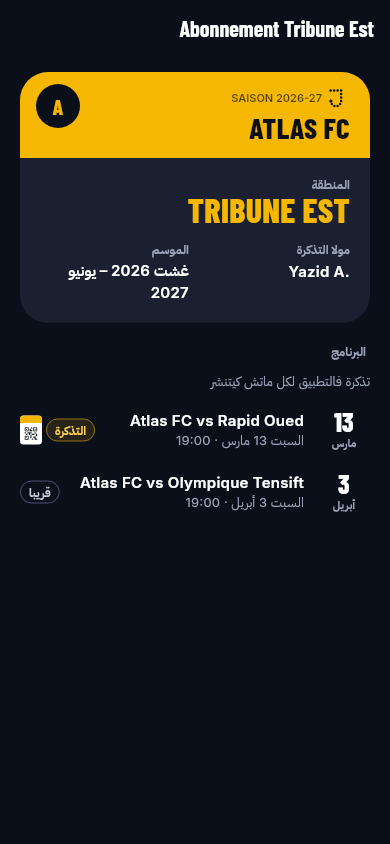 Abonnement Tribune Est
SAISON 2026-27
A
ATLAS FC
المنطقة
TRIBUNE EST
مولا التذكرة
Yazid A.
الموسم
غشت 2026 – يونيو
2027
البرنامج
تذكرة فالتطبيق لكل ماتش كيتنشر
13
مارس
Atlas FC vs Rapid Oued
السبت 13 مارس · 19:00
التذكرة
3
أبريل
Atlas FC vs Olympique Tensift
السبت 3 أبريل · 19:00
قريبا